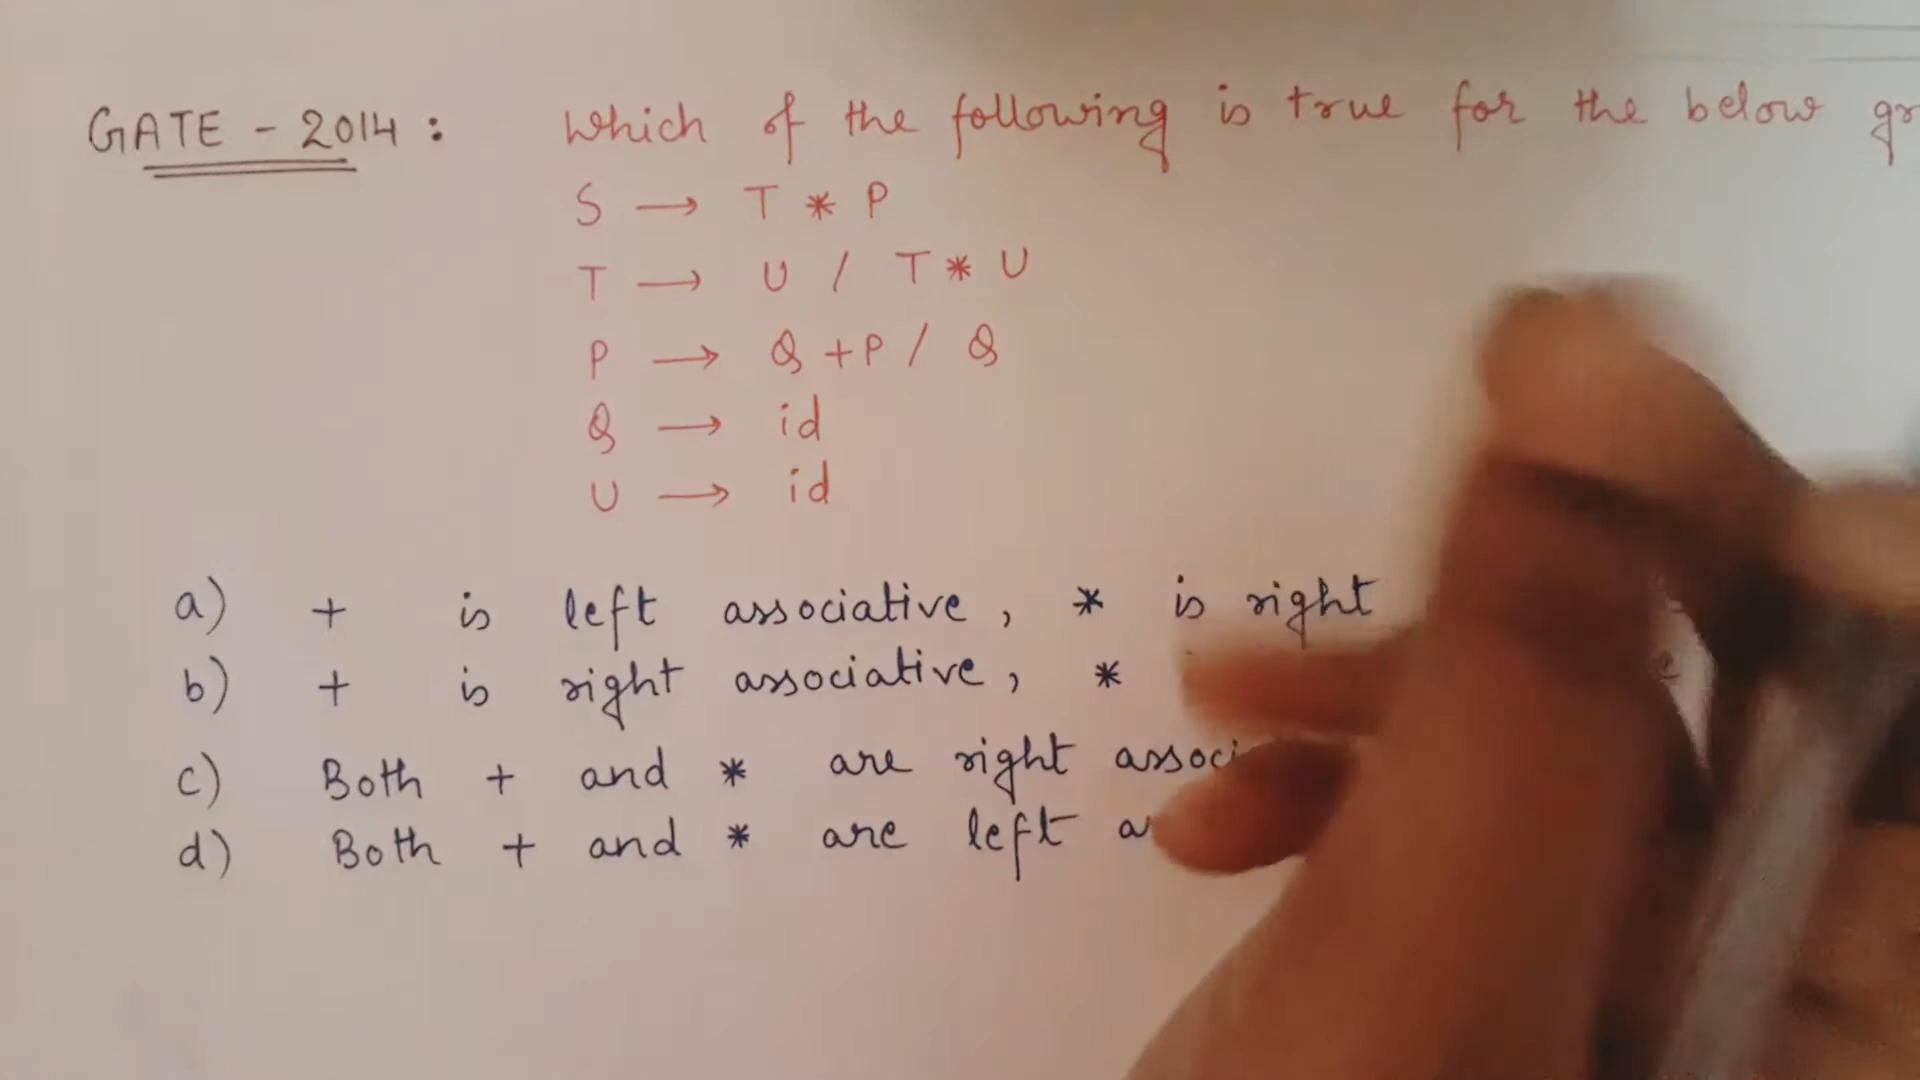 GATE - 2014 : Which of the following is true for the below
S → T * P
T → U / T * U
P → Q + P / Q
Q → id
U → id
a) + is left associative, * is right
b) + is right associative, *
c) Both + and * are right
d) Both + and * are left